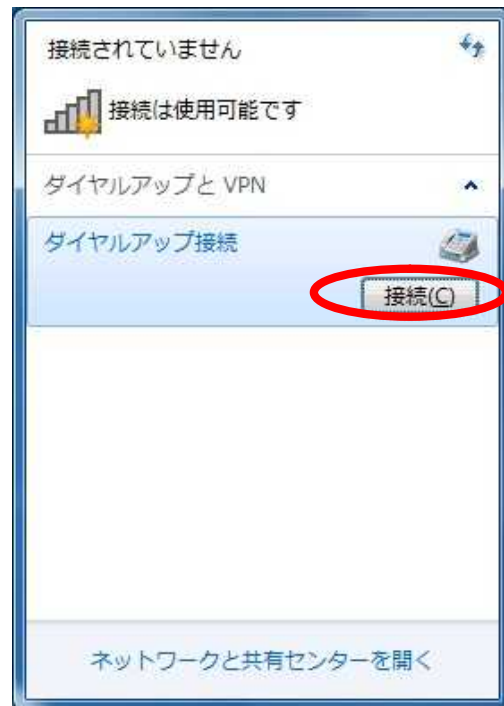 接続されていません
接続は使用可能です
ダイヤルアップと VPN
ダイヤルアップ接続
接続(C)
ネットワークと共有センターを開く